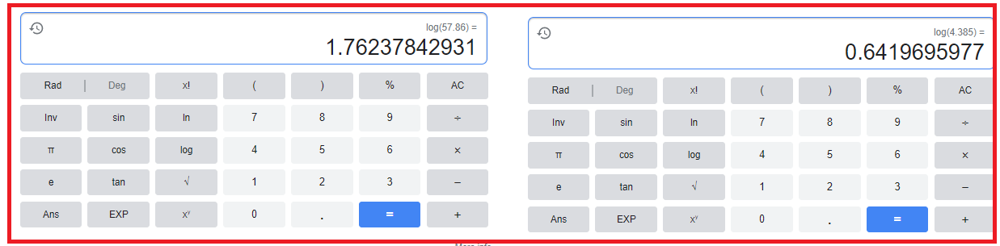 log(57.86) =
1.76237842931
Rad | Deg x! ( ) % AC
Inv sin ln 7 8 9 ÷
π cos log 4 5 6 ×
e tan √ 1 2 3 −
Ans EXP xʸ 0 . = +
log(4.385) =
0.6419695977
Rad | Deg x! ( ) % AC
Inv sin ln 7 8 9 ÷
π cos log 4 5 6 ×
e tan √ 1 2 3 −
Ans EXP xʸ 0 . = +